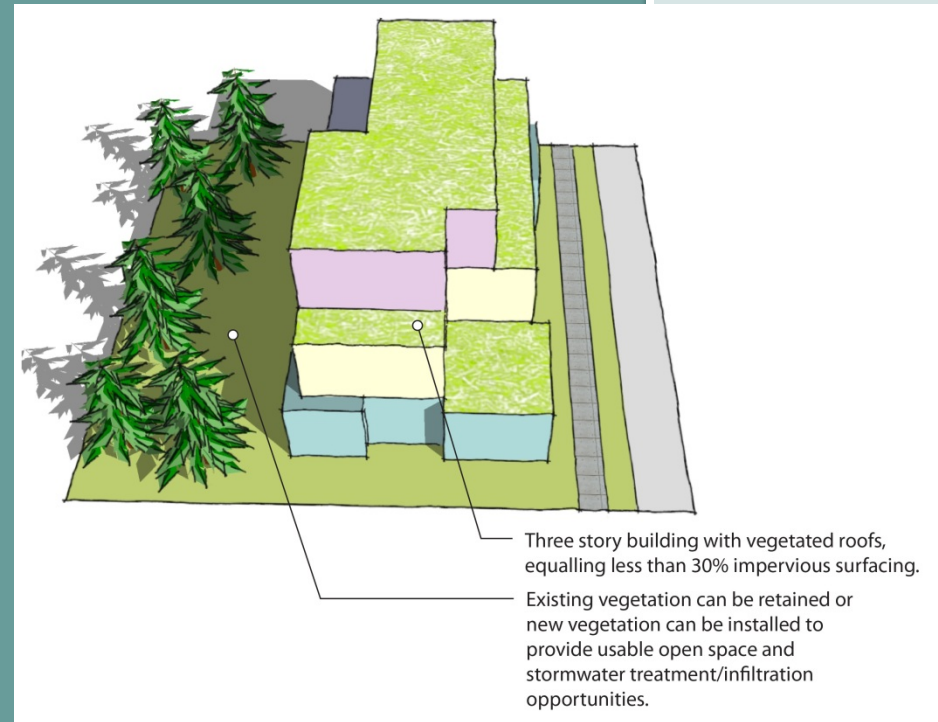 Three story building with vegetated roofs,
equalling less than 30% impervious surfacing.
Existing vegetation can be retained or
new vegetation can be installed to
provide usable open space and
stormwater treatment/infiltration
opportunities.